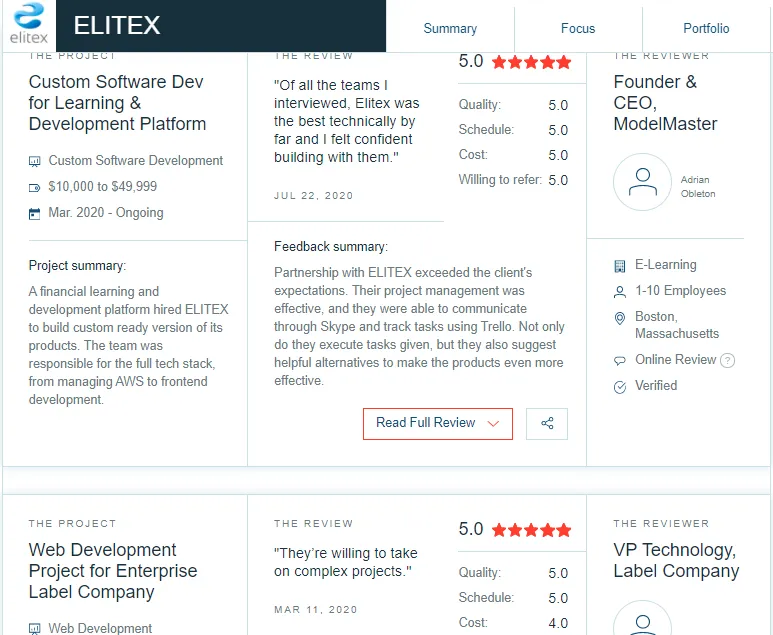 elitex
ELITEX
Summary
Focus
Portfolio
THE PROJECT
Custom Software Dev
for Learning &
Development Platform
Custom Software Development
$10,000 to $49,999
Mar. 2020 - Ongoing
Project summary:
A financial learning and
development platform hired ELITEX
to build custom ready version of its
products. The team was
responsible for the full tech stack,
from managing AWS to frontend
development.
THE REVIEW
"Of all the teams I
interviewed, Elitex was
the best technically by
far and I felt confident
building with them."
JUL 22, 2020
5.0
Quality: 5.0
Schedule: 5.0
Cost: 5.0
Willing to refer: 5.0
Feedback summary:
Partnership with ELITEX exceeded the client's
expectations. Their project management was
effective, and they were able to communicate
through Skype and track tasks using Trello. Not only
do they execute tasks given, but they also suggest
helpful alternatives to make the products even more
effective.
Read Full Review
THE REVIEWER
Founder &
CEO,
ModelMaster
Adrian
Obleton
E-Learning
1-10 Employees
Boston,
Massachusetts
Online Review ?
Verified
THE PROJECT
Web Development
Project for Enterprise
Label Company
Web Development
THE REVIEW
"They're willing to take
on complex projects."
MAR 11, 2020
5.0
Quality: 5.0
Schedule: 5.0
Cost: 4.0
THE REVIEWER
VP Technology,
Label Company